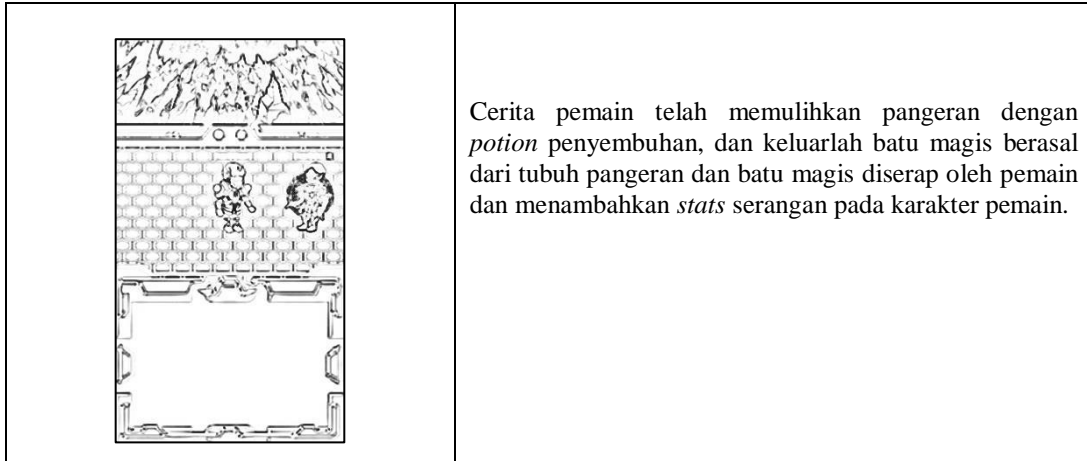 Cerita pemain telah memulihkan pangeran dengan
potion penyembuhan, dan keluarlah batu magis berasal
dari tubuh pangeran dan batu magis diserap oleh pemain
dan menambahkan stats serangan pada karakter pemain.